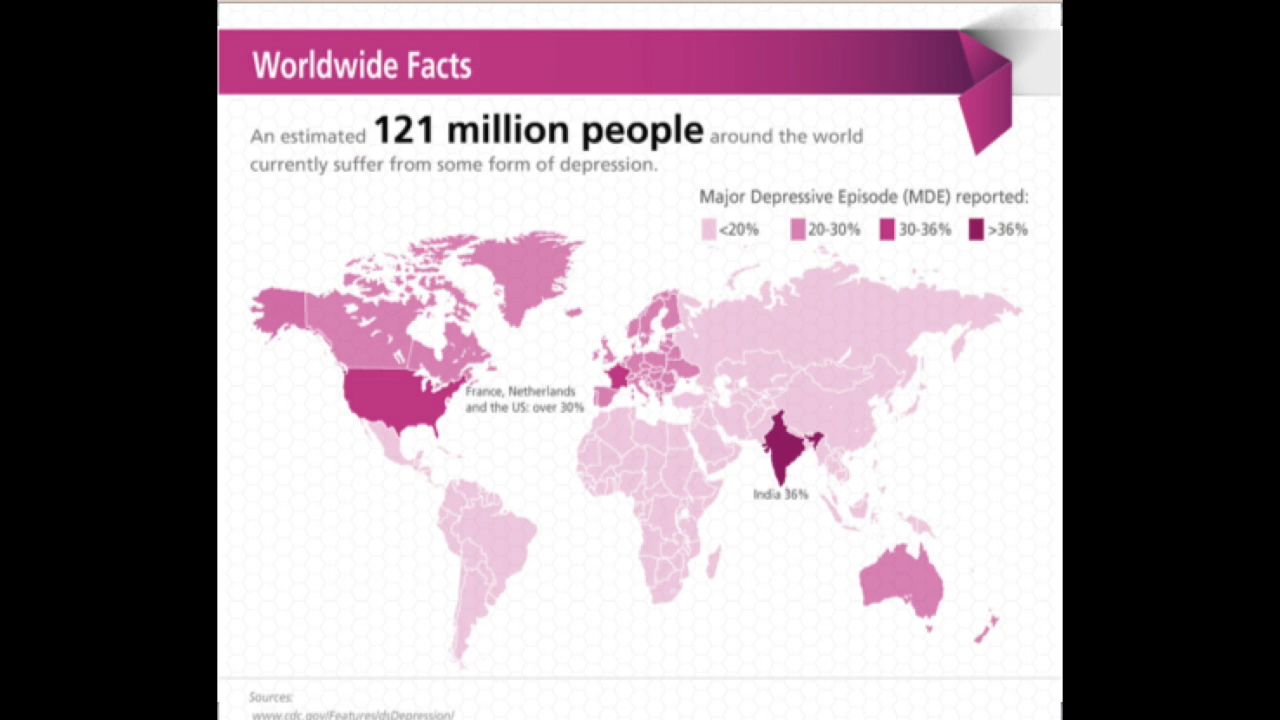 Worldwide Facts
An estimated 121 million people around the world
currently suffer from some form of depression.
Major Depressive Episode (MDE) reported:
<20% 20-30% 30-36% >36%
France, Netherlands
and the US: over 30%
India 36%
Sources:
www.cdc.gov/Features/dsDepression/